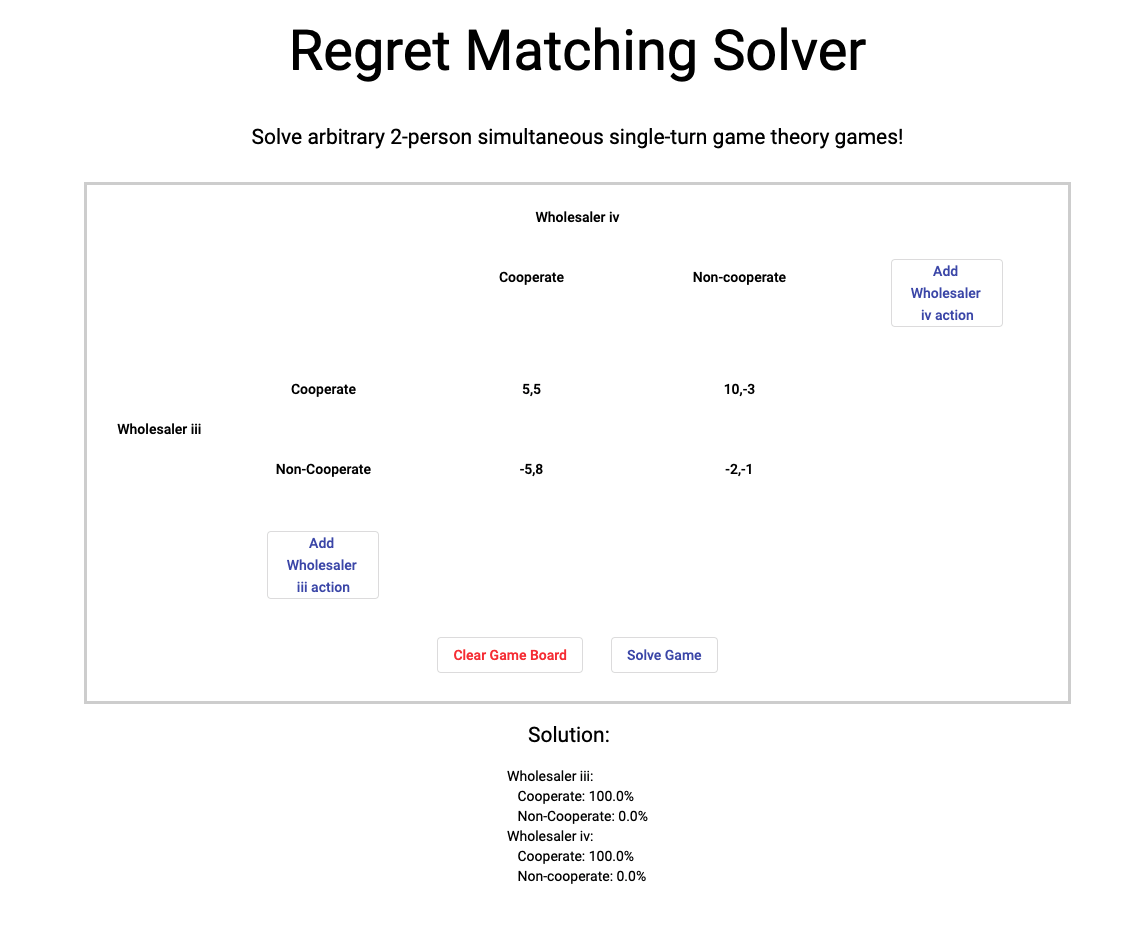 Regret Matching Solver
Solve arbitrary 2-person simultaneous single-turn game theory games!
Wholesaler iv
Cooperate Non-cooperate
Add
Wholesaler
iv action
Cooperate 5,5 10,-3
Wholesaler iii
Non-Cooperate -5,8 -2,-1
Add
Wholesaler
iii action
Clear Game Board Solve Game
Solution:
Wholesaler iii:
Cooperate: 100.0%
Non-Cooperate: 0.0%
Wholesaler iv:
Cooperate: 100.0%
Non-cooperate: 0.0%